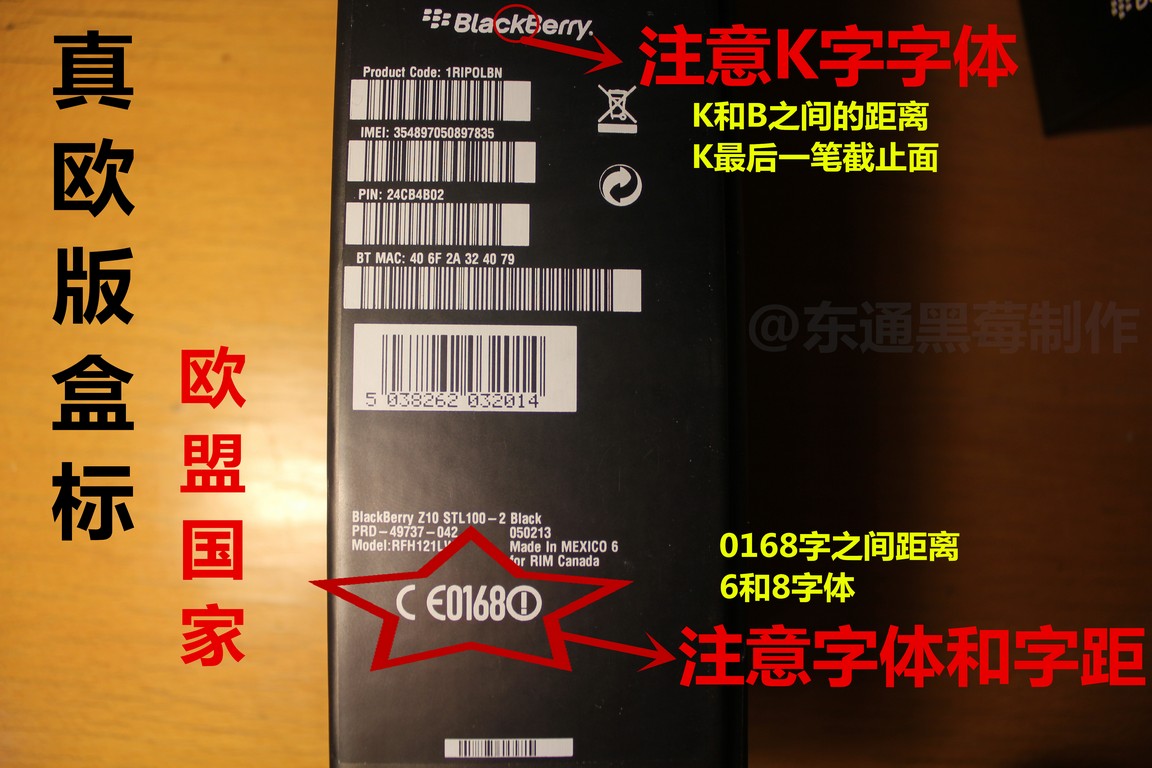 真欧版盒标
欧盟国家
BlackBerry.
注意K字字体
K和B之间的距离
K最后一笔截止面
Product Code: 1RIPOLBN
IMEI: 354897050897835
PIN: 24CB4B02
BT MAC: 40 6F 2A 32 40 79
@东通黑莓制作
5 038262 032014
BlackBerry Z10 STL100-2 Black
PRD-49737-042 050213
Model:RFH121L Made In MEXICO 6
for RIM Canada
0168字之间距离
6和8字体
CE0168!
注意字体和字距